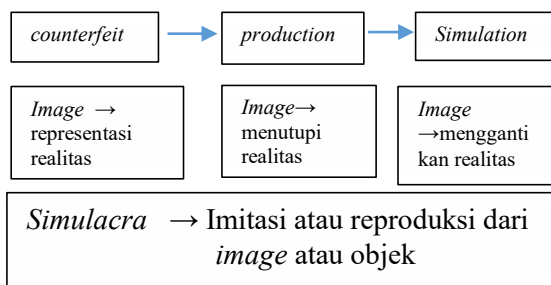 counterfeit → production → Simulation
Image →
representasi
realitas
Image→
menutupi
realitas
Image
→mengganti
kan realitas
Simulacra → Imitasi atau reproduksi dari
image atau objek